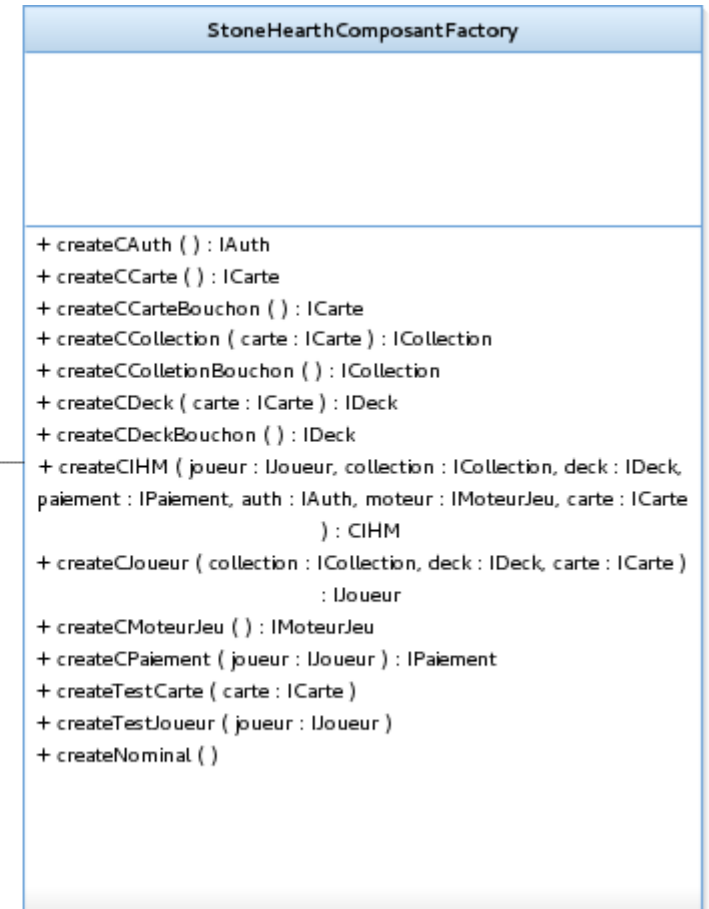 StoneHearthComposantFactory
+ createCAuth ( ) : IAuth
+ createCCarte ( ) : ICarte
+ createCCarteBouchon ( ) : ICarte
+ createCCollection ( carte : ICarte ) : ICollection
+ createCColletionBouchon ( ) : ICollection
+ createCDeck ( carte : ICarte ) : IDeck
+ createCDeckBouchon ( ) : IDeck
+ createCIHM ( joueur : IJoueur, collection : ICollection, deck : IDeck,
paiement : IPaiement, auth : IAuth, moteur : IMoteurJeu, carte : ICarte
) : CIHM
+ createCJoueur ( collection : ICollection, deck : IDeck, carte : ICarte )
: IJoueur
+ createCMoteurJeu ( ) : IMoteurJeu
+ createCPaiement ( joueur : IJoueur ) : IPaiement
+ createTestCarte ( carte : ICarte )
+ createTestJoueur ( joueur : IJoueur )
+ createNominal ( )